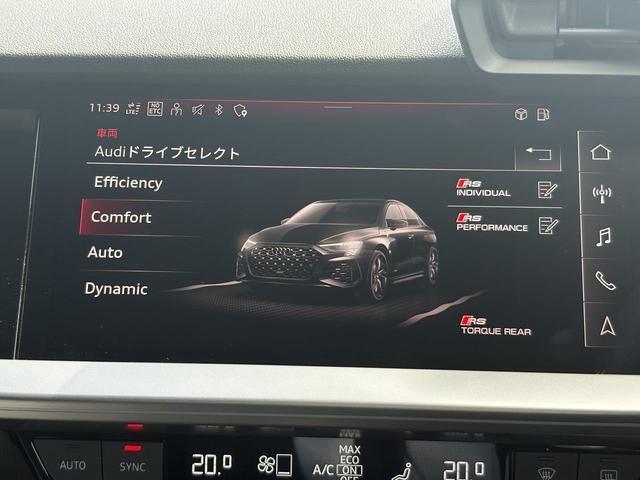 11:39 LTE NO ETC
車両
Audiドライブセレクト
Efficiency
Comfort
Auto
Dynamic
RS INDIVIDUAL
RS PERFORMANCE
RS TORQUE REAR
AUTO
SYNC
20.0
A/C
MAX
ECO
ON
OFF
20.0